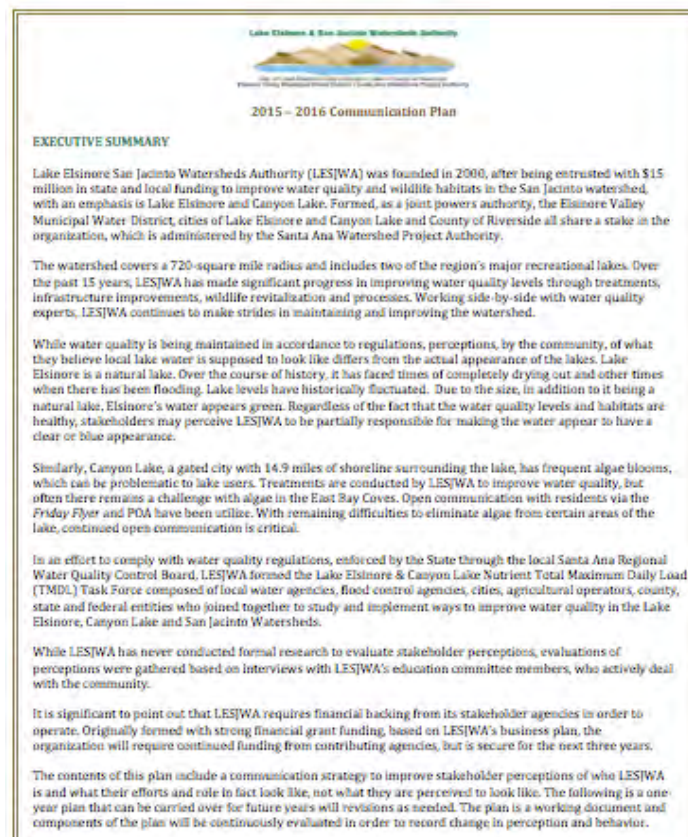 Lake Elsinore & San Jacinto Watersheds Authority
2015 – 2016 Communication Plan
EXECUTIVE SUMMARY
Lake Elsinore San Jacinto Watersheds Authority (LESJWA) was founded in 2000, after being entrusted with $15
million in state and local funding to improve water quality and wildlife habitats in the San Jacinto watershed,
with an emphasis is Lake Elsinore and Canyon Lake. Formed, as a joint powers authority, the Elsinore Valley
Municipal Water District, cities of Lake Elsinore and Canyon Lake and County of Riverside all share a stake in the
organization, which is administered by the Santa Ana Watershed Project Authority.
The watershed covers a 720-square mile radius and includes two of the region's major recreational lakes. Over
the past 15 years, LESJWA has made significant progress in improving water quality levels through treatments,
infrastructure improvements, wildlife revitalization and processes. Working side-by-side with water quality
experts, LESJWA continues to make strides in maintaining and improving the watershed.
While water quality is being maintained in accordance to regulations, perceptions, by the community, of what
they believe local lake water is supposed to look like differs from the actual appearance of the lakes. Lake
Elsinore is a natural lake. Over the course of history, it has faced times of completely drying out and other times
when there has been flooding. Lake levels have historically fluctuated. Due to the size, in addition to it being a
natural lake, Elsinore's water appears green. Regardless of the fact that the water quality levels and habitats are
healthy, stakeholders may perceive LESJWA to be partially responsible for making the water appear to have a
clear or blue appearance.
Similarly, Canyon Lake, a gated city with 14.9 miles of shoreline surrounding the lake, has frequent algae blooms,
which can be problematic to lake users. Treatments are conducted by LESJWA to improve water quality, but
often there remains a challenge with algae in the East Bay Coves. Open communication with residents via the
Friday Flyer and POA have been utilize. With remaining difficulties to eliminate algae from certain areas of the
lake, continued open communication is critical.
In an effort to comply with water quality regulations, enforced by the State through the local Santa Ana Regional
Water Quality Control Board, LESJWA formed the Lake Elsinore & Canyon Lake Nutrient Total Maximum Daily Load
(TMDL) Task Force composed of local water agencies, flood control agencies, cities, agricultural operators, county,
state and federal entities who joined together to study and implement ways to improve water quality in the Lake
Elsinore, Canyon Lake and San Jacinto Watersheds.
While LESJWA has never conducted formal research to evaluate stakeholder perceptions, evaluations of
perceptions were gathered based on interviews with LESJWA's education committee members, who actively deal
with the community.
It is significant to point out that LESJWA requires financial backing from its stakeholder agencies in order to
operate. Originally formed with strong financial grant funding, based on LESJWA's business plan, the
organization will require continued funding from contributing agencies, but is secure for the next three years.
The contents of this plan include a communication strategy to improve stakeholder perceptions of who LESJWA
is and what their efforts and role in fact look like, not what they are perceived to look like. The following is a one
year plan that can be carried over for future years will revisions as needed. The plan is a working document and
components of the plan will be continuously evaluated in order to record change in perception and behavior.